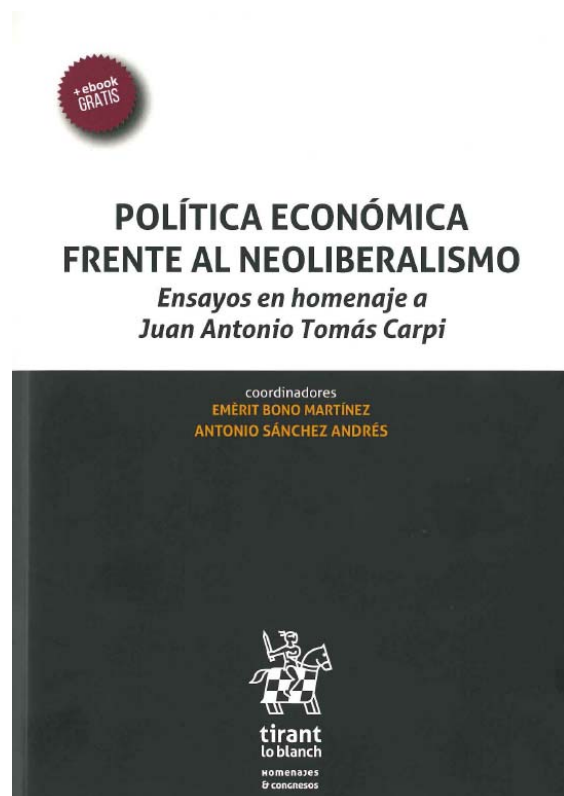 +ebook
GRATIS
POLÍTICA ECONÓMICA
FRENTE AL NEOLIBERALISMO
Ensayos en homenaje a
Juan Antonio Tomás Carpi
coordinadores
EMÈRIT BONO MARTÍNEZ
ANTONIO SÁNCHEZ ANDRÉS
tirant
lo blanch
HOMENAJES
& CONGRESOS